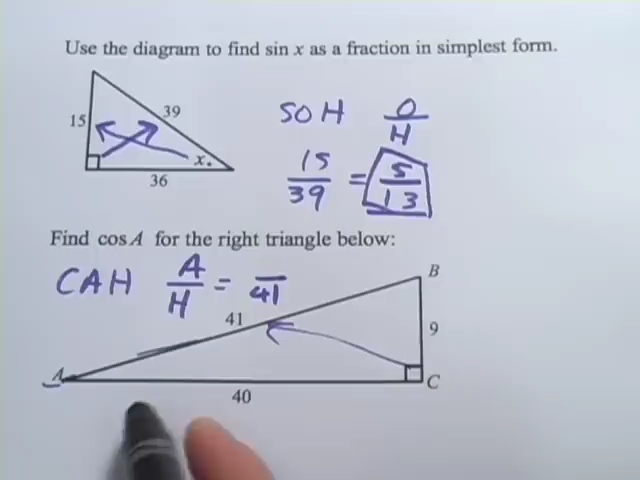 Use the diagram to find sin x as a fraction in simplest form.
15
39
x.
36
SOH O/H
15/39 = 5/13
Find cos A for the right triangle below:
CAH A/H = /41
B
41
9
A
C
40